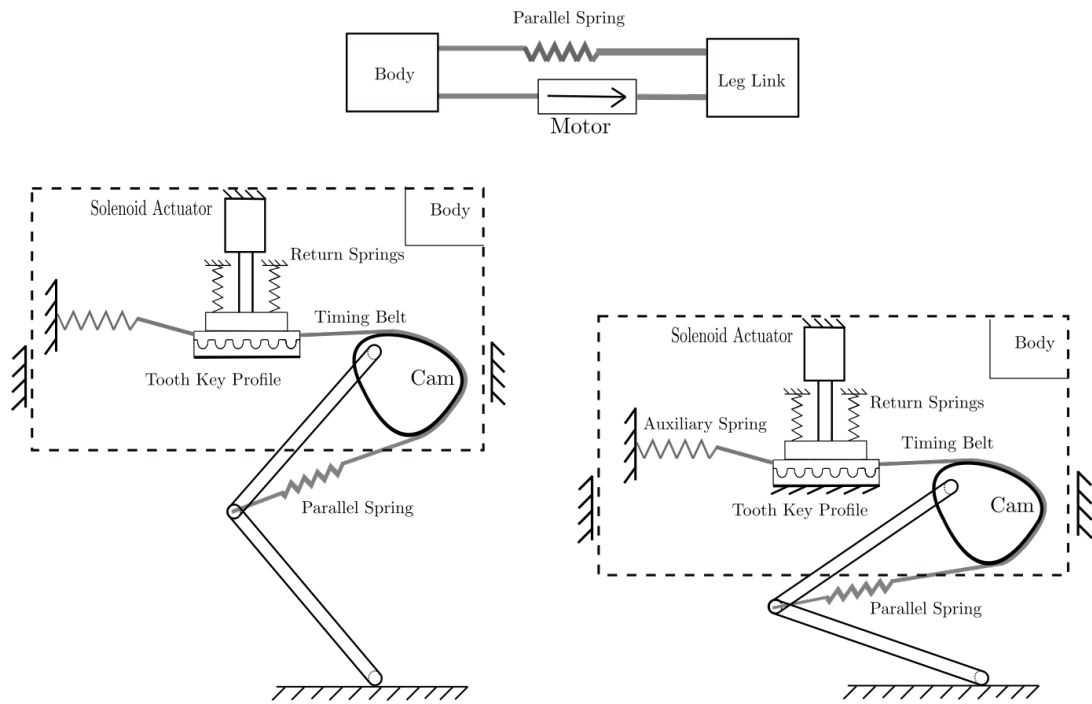 Parallel Spring
Body
Leg Link
Motor
Solenoid Actuator
Body
Return Springs
Timing Belt
Cam
Tooth Key Profile
Parallel Spring
Solenoid Actuator
Body
Return Springs
Auxiliary Spring
Timing Belt
Cam
Tooth Key Profile
Parallel Spring